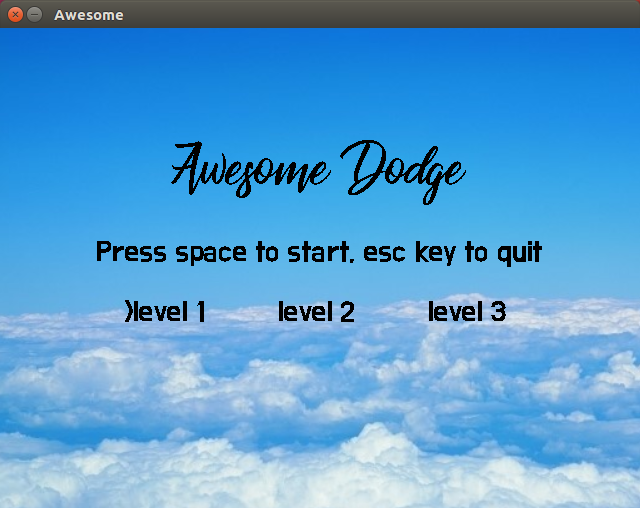 Awesome
Awesome Dodge
Press space to start, esc key to quit
>level 1 level 2 level 3